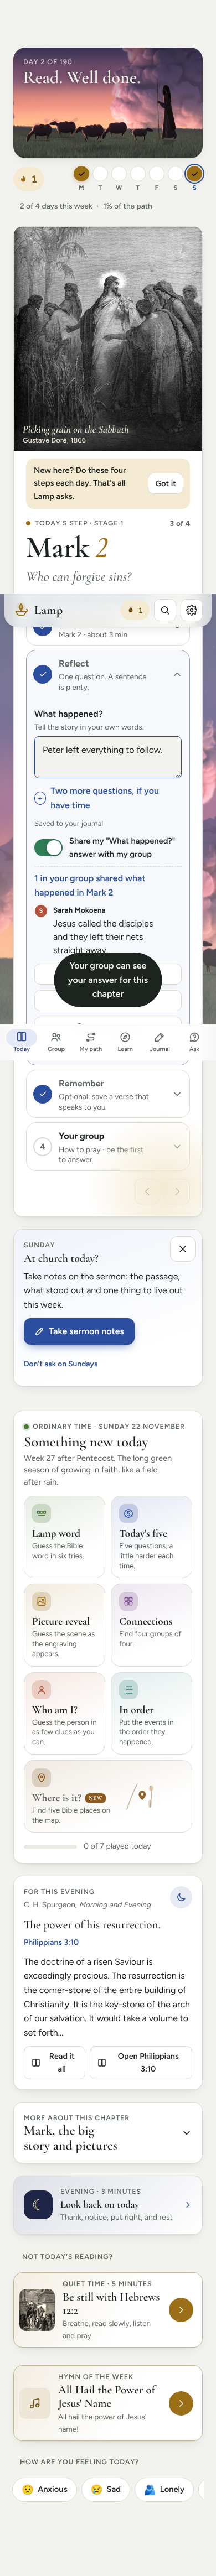 DAY 2 OF 190
Read. Well done.
1
M T W T F S S
2 of 4 days this week · 1% of the path
Picking grain on the Sabbath
Gustave Doré, 1866
New here? Do these four
steps each day. That's all
Lamp asks.
Got it
TODAY'S STEP · STAGE 1
3 of 4
Mark 2
Who can forgive sins?
Lamp
1
Mark 2 · about 3 min
Reflect
One question. A sentence
is plenty.
What happened?
Tell the story in your own words.
Peter left everything to follow.
Two more questions, if you
have time
Saved to your journal
Share my "What happened?"
answer with my group
1 in your group shared what
happened in Mark 2
S
Sarah Mokoena
Jesus called the disciples
and they left their nets
straight away
Your group can see
your answer for this
chapter
Today
Group
My path
Learn
Journal
Ask
Remember
Optional: save a verse that
speaks to you
4
Your group
How to pray · be the first
to answer
SUNDAY
At church today?
Take notes on the sermon: the passage,
what stood out and one thing to live out
this week.
Take sermon notes
Don't ask on Sundays
ORDINARY TIME · SUNDAY 22 NOVEMBER
Something new today
Week 27 after Pentecost. The long green
season of growing in faith, like a field
after rain.
Lamp word
Guess the Bible
word in six tries.
Today's five
Five questions, a
little harder each
time.
Picture reveal
Guess the scene as
the engraving
appears.
Connections
Find four groups of
four.
Who am I?
Guess the person in
as few clues as you
can.
In order
Put the events in
the order they
happened.
Where is it? NEW
Find five Bible places on
the map.
0 of 7 played today
FOR THIS EVENING
C. H. Spurgeon, Morning and Evening
The power of his resurrection.
Philippians 3:10
The doctrine of a risen Saviour is
exceedingly precious. The resurrection is
the corner-stone of the entire building of
Christianity. It is the key-stone of the arch
of our salvation. It would take a volume to
set forth…
Read it
all
Open Philippians
3:10
MORE ABOUT THIS CHAPTER
Mark, the big
story and pictures
EVENING · 3 MINUTES
Look back on today
Thank, notice, put right, and rest
NOT TODAY'S READING?
QUIET TIME · 5 MINUTES
Be still with Hebrews
12:2
Breathe, read slowly, listen
and pray
HYMN OF THE WEEK
All Hail the Power of
Jesus' Name
All hail the power of Jesus'
name!
HOW ARE YOU FEELING TODAY?
Anxious
Sad
Lonely